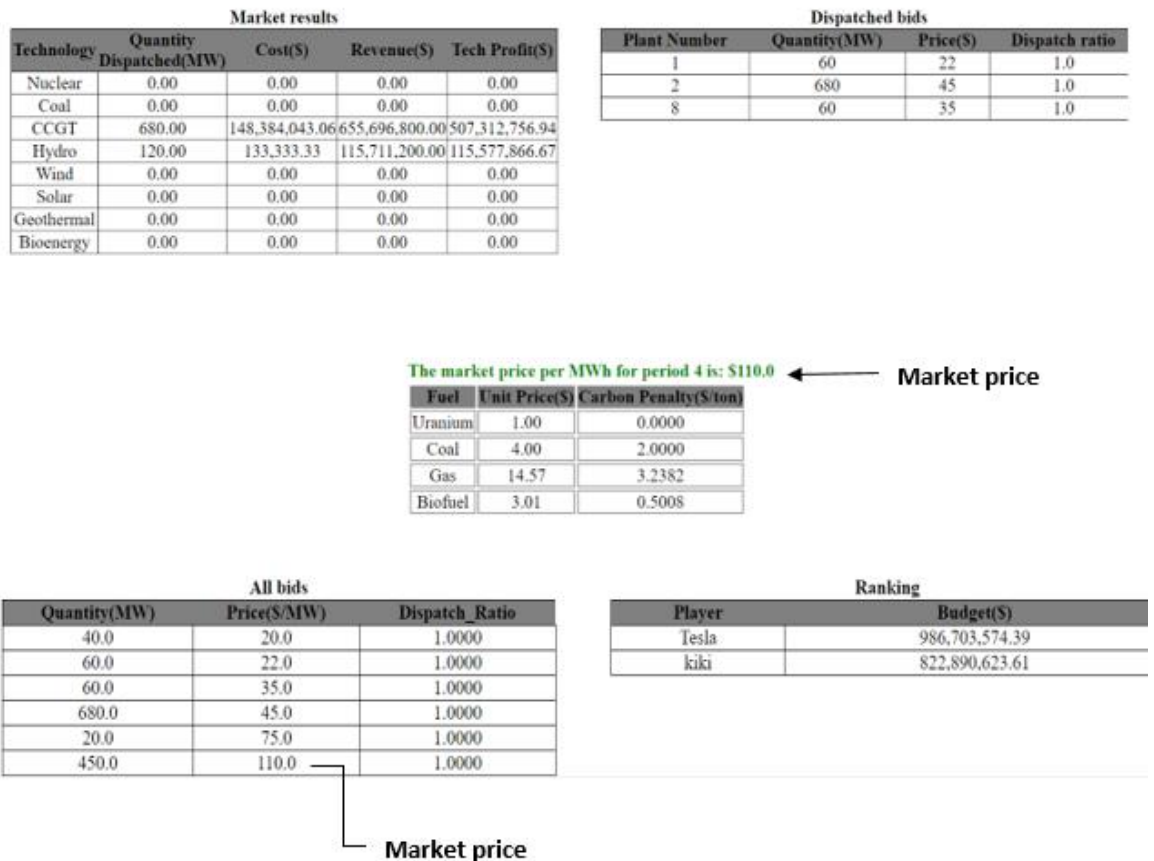 Market results
Technology Quantity Dispatched(MW) Cost($) Revenue($) Tech Profit($)
Nuclear 0.00 0.00 0.00 0.00
Coal 0.00 0.00 0.00 0.00
CCGT 680.00 148,384,043.06 655,696,800.00 507,312,756.94
Hydro 120.00 133,333.33 115,711,200.00 115,577,866.67
Wind 0.00 0.00 0.00 0.00
Solar 0.00 0.00 0.00 0.00
Geothermal 0.00 0.00 0.00 0.00
Bioenergy 0.00 0.00 0.00 0.00
Dispatched bids
Plant Number Quantity(MW) Price($) Dispatch ratio
1 60 22 1.0
2 680 45 1.0
8 60 35 1.0
The market price per MWh for period 4 is: $110.0
Market price
Fuel Unit Price($) Carbon Penalty($/ton)
Uranium 1.00 0.0000
Coal 4.00 2.0000
Gas 14.57 3.2382
Biofuel 3.01 0.5008
All bids
Quantity(MW) Price($/MW) Dispatch_Ratio
40.0 20.0 1.0000
60.0 22.0 1.0000
60.0 35.0 1.0000
680.0 45.0 1.0000
20.0 75.0 1.0000
450.0 110.0 1.0000
Market price
Ranking
Player Budget($)
Tesla 986,703,574.39
kiki 822,890,623.61